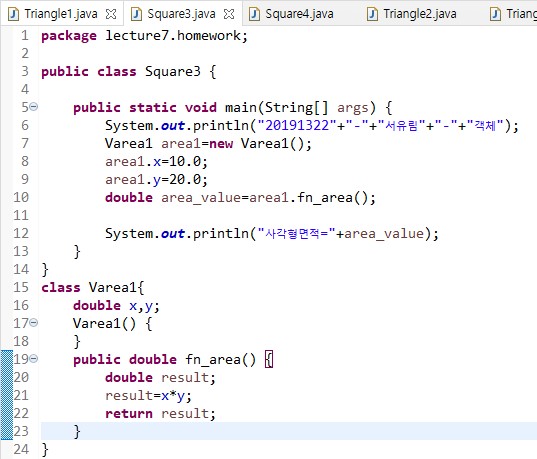 Triangle1.java Square3.java Square4.java Triangle2.java Triang
1 package lecture7.homework;
2
3 public class Square3 {
4
5 public static void main(String[] args) {
6 System.out.println("20191322"+"-"+"서유림"+"-"+"객체");
7 Varea1 area1=new Varea1();
8 area1.x=10.0;
9 area1.y=20.0;
10 double area_value=area1.fn_area();
11
12 System.out.println("사각형면적="+area_value);
13 }
14 }
15 class Varea1{
16 double x,y;
17 Varea1() {
18 }
19 public double fn_area() {
20 double result;
21 result=x*y;
22 return result;
23 }
24 }